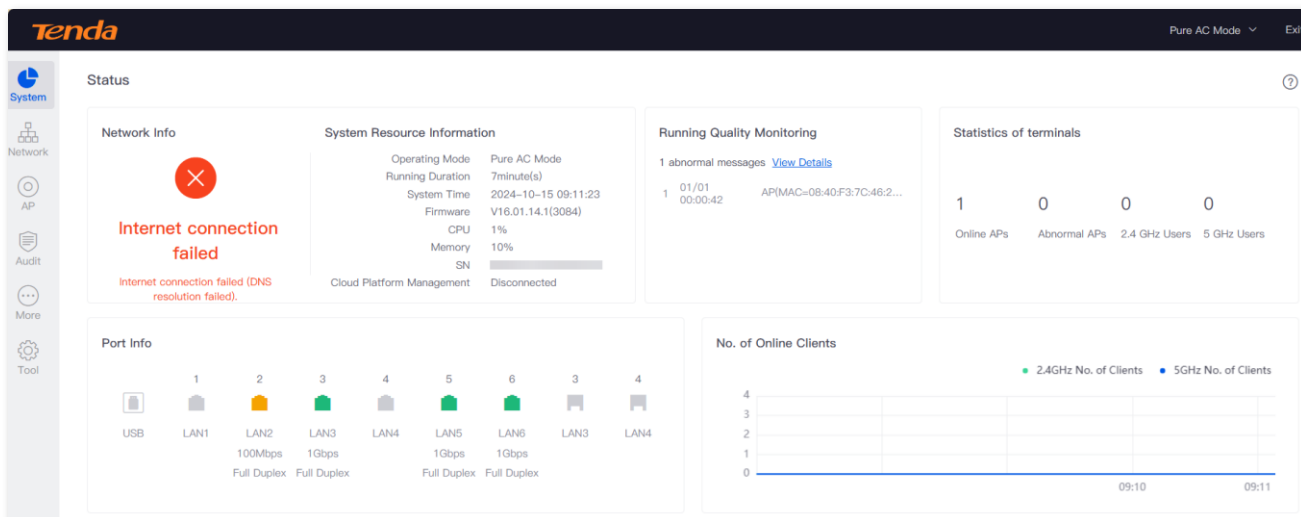 Tenda
Pure AC Mode
Exit
System
Network
AP
Audit
More
Tool
Status
Network Info
Internet connection
failed
Internet connection failed (DNS
resolution failed).
System Resource Information
Operating Mode Pure AC Mode
Running Duration 7minute(s)
System Time 2024-10-15 09:11:23
Firmware V16.01.14.1(3084)
CPU 1%
Memory 10%
SN
Cloud Platform Management Disconnected
Running Quality Monitoring
1 abnormal messages View Details
1 01/01
00:00:42 AP(MAC=08:40:F3:7C:46:2...
Statistics of terminals
1 0 0 0
Online APs Abnormal APs 2.4 GHz Users 5 GHz Users
Port Info
1 2 3 4 5 6 3 4
USB LAN1 LAN2 LAN3 LAN4 LAN5 LAN6 LAN3 LAN4
100Mbps 1Gbps 1Gbps 1Gbps
Full Duplex Full Duplex Full Duplex Full Duplex
No. of Online Clients
2.4GHz No. of Clients 5GHz No. of Clients
4
3
2
1
0
09:10 09:11